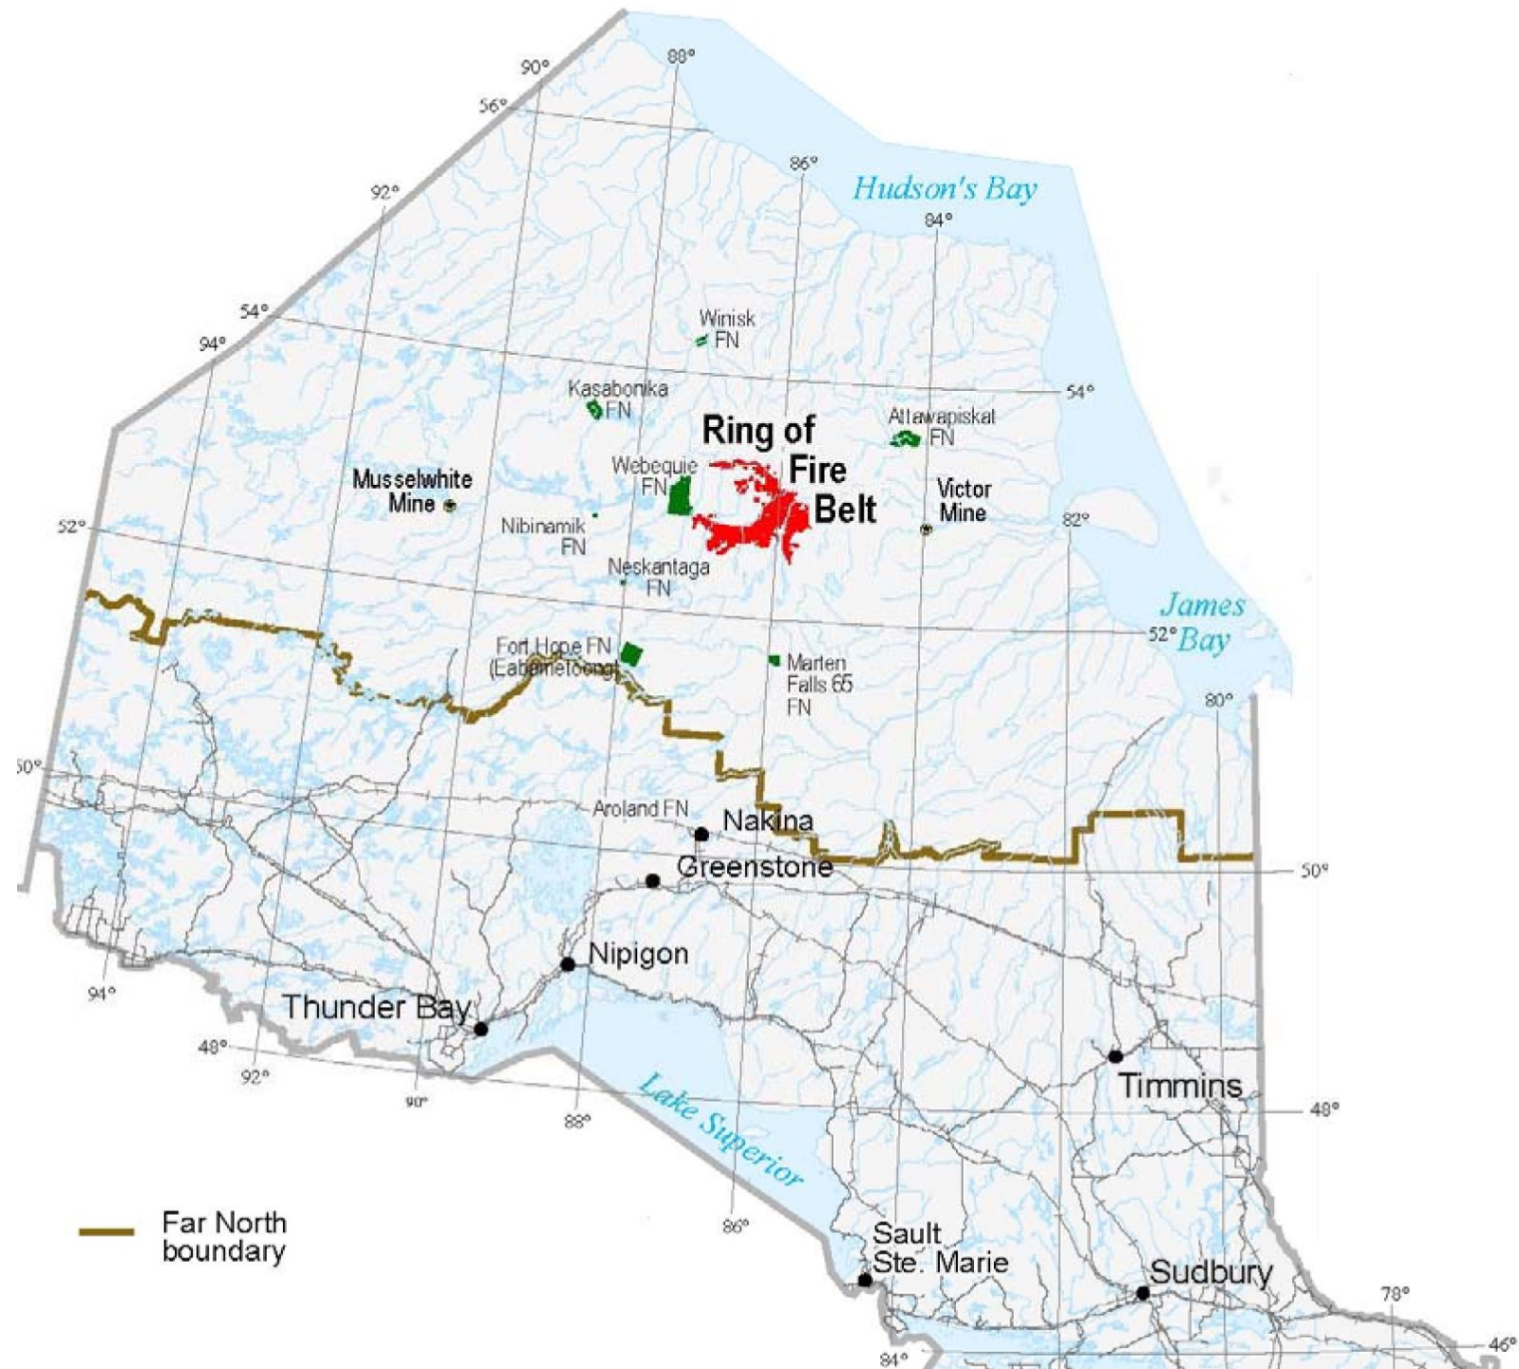 88°
90°
56°
86°
Hudson's Bay
92°
84°
54°
Winisk
FN
94°
Kasabonika
FN
54°
Attawapiskat
FN
Ring of
Fire
Belt
Webequie
FN
Musselwhite
Mine
Victor
Mine
52°
82°
Nibinamik
FN
Neskantaga
FN
James
Bay
52°
Fort Hope FN
(Eabametoong)
Marten
Falls 65
FN
80°
50°
Aroland FN
Nakina
Greenstone
50°
Nipigon
94°
Thunder Bay
48°
92°
90°
88°
Timmins
48°
Lake Superior
86°
Far North
boundary
Sault
Ste. Marie
Sudbury
78°
46°
84°